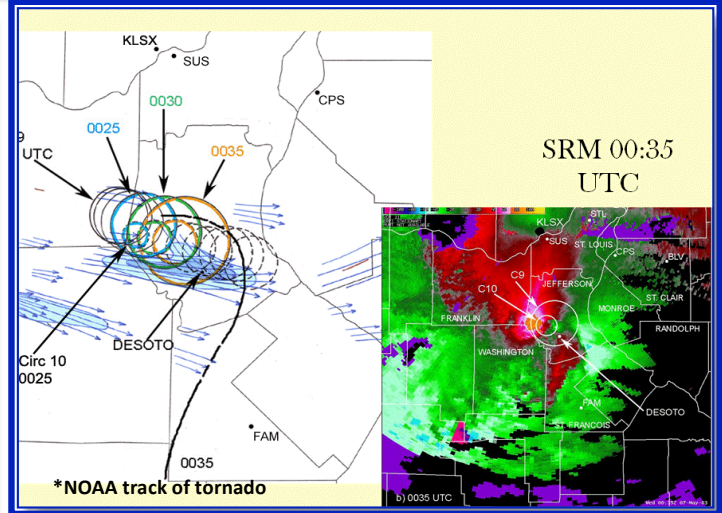 KLSX
SUS
CPS
0030
0025
0035
9
UTC
SRM 00:35
UTC
DESOTO
Circ 10
0025
FAM
0035
*NOAA track of tornado
STL
KLSX
SUS
ST. LOUIS
CPS
BLV
C9
C10
JEFFERSON
ST. CLAIR
MONROE
FRANKLIN
RANDOLPH
WASHINGTON
FAM
DESOTO
ST. FRANCOIS
b) 0035 UTC